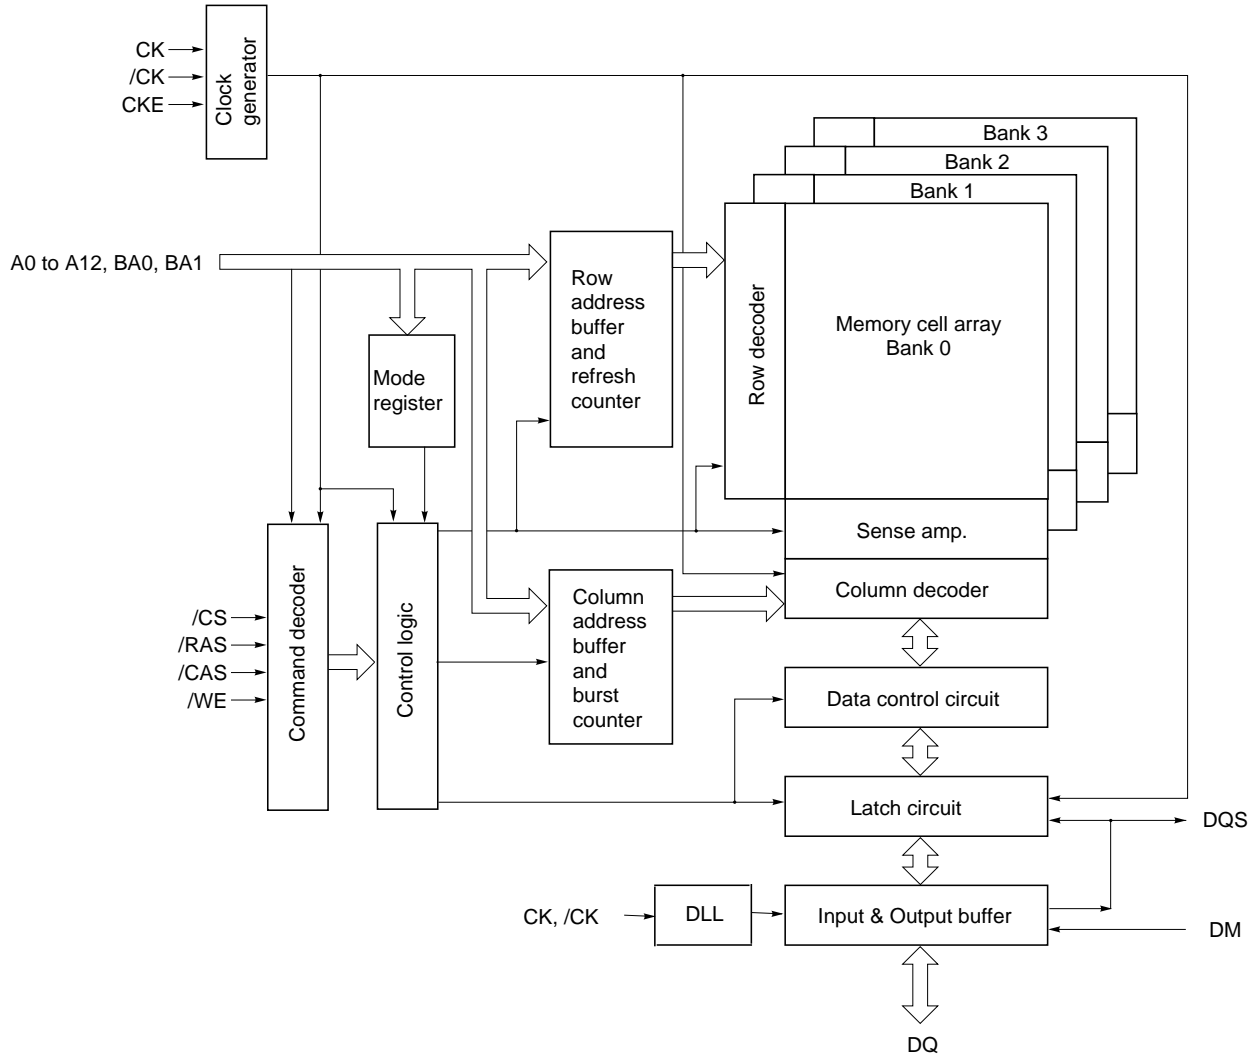 CK
/CK
CKE
Clock
generator
Bank 3
Bank 2
Bank 1
A0 to A12, BA0, BA1
Row
address
buffer
and
refresh
counter
Row decoder
Memory cell array
Bank 0
Mode
register
Sense amp.
Command decoder
Control logic
/CS
/RAS
/CAS
/WE
Column
address
buffer
and
burst
counter
Column decoder
Data control circuit
Latch circuit
DQS
CK, /CK
DLL
Input & Output buffer
DM
DQ